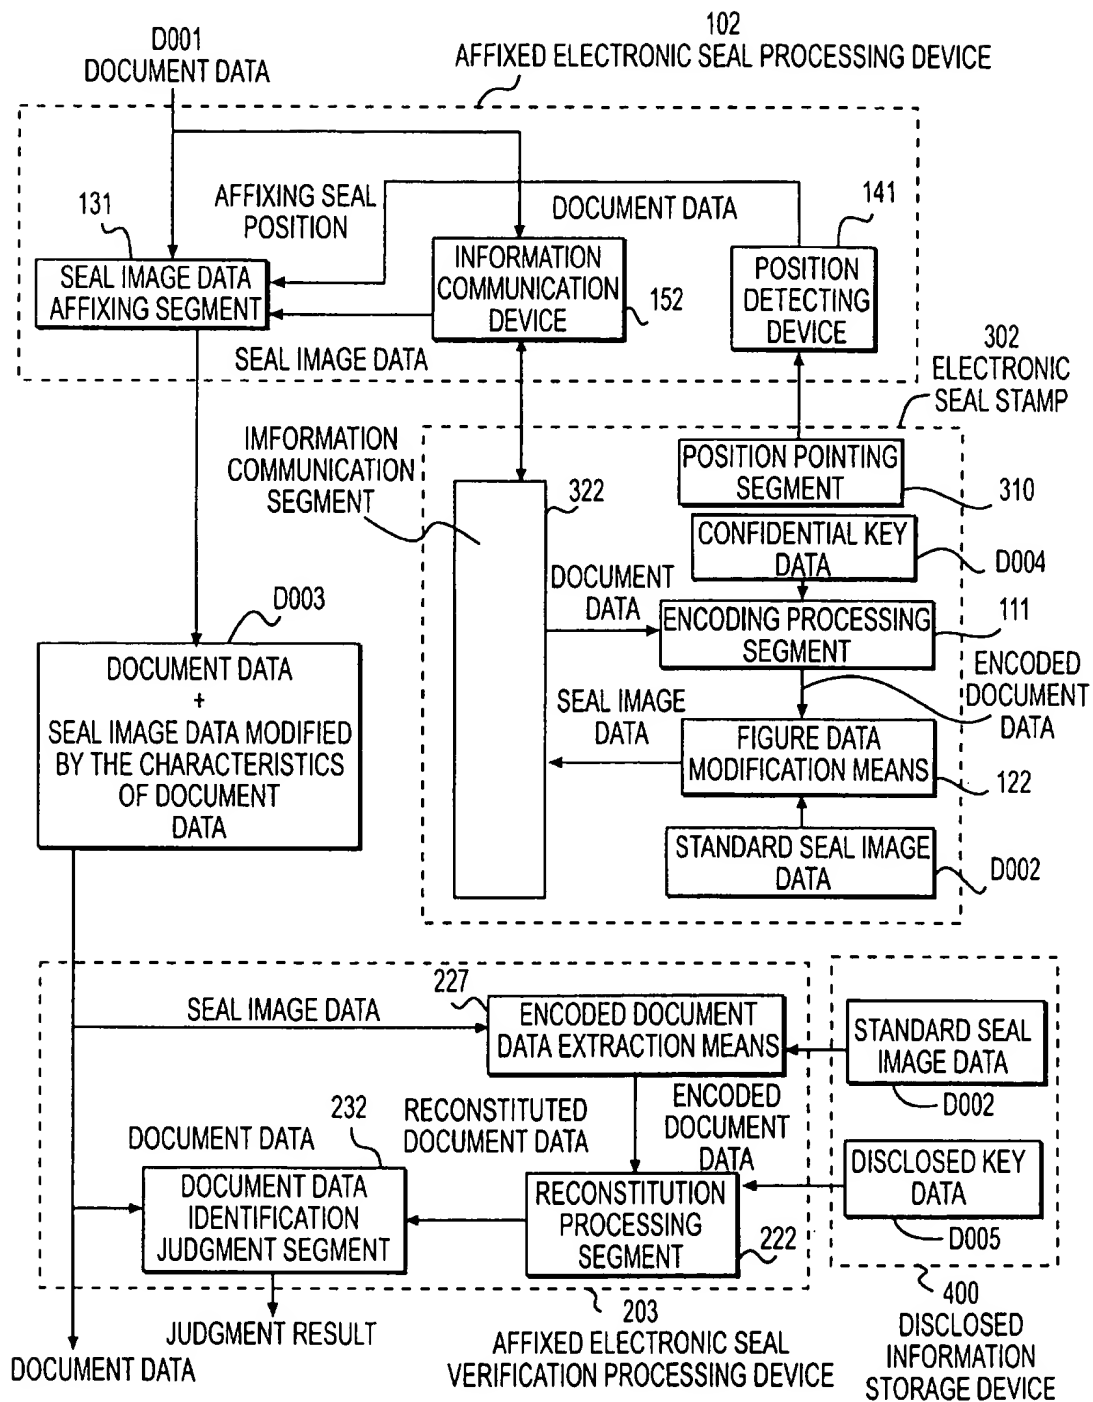 D001
DOCUMENT DATA
102
AFFIXED ELECTRONIC SEAL PROCESSING DEVICE
131
AFFIXING SEAL
POSITION
DOCUMENT DATA
141
SEAL IMAGE DATA
AFFIXING SEGMENT
INFORMATION
COMMUNICATION
DEVICE
152
POSITION
DETECTING
DEVICE
SEAL IMAGE DATA
302
ELECTRONIC
SEAL STAMP
IMFORMATION
COMMUNICATION
SEGMENT
322
POSITION POINTING
SEGMENT
310
CONFIDENTIAL KEY
DATA
D004
DOCUMENT
DATA
ENCODING PROCESSING
SEGMENT
111
ENCODED
DOCUMENT
DATA
SEAL IMAGE
DATA
FIGURE DATA
MODIFICATION MEANS
122
STANDARD SEAL IMAGE
DATA
D002
D003
DOCUMENT DATA
+
SEAL IMAGE DATA MODIFIED
BY THE CHARACTERISTICS
OF DOCUMENT
DATA
227
SEAL IMAGE DATA
ENCODED DOCUMENT
DATA EXTRACTION MEANS
STANDARD SEAL
IMAGE DATA
D002
ENCODED
DOCUMENT
DATA
RECONSTITUTED
DOCUMENT DATA
232
DOCUMENT DATA
DOCUMENT DATA
IDENTIFICATION
JUDGMENT SEGMENT
RECONSTITUTION
PROCESSING
SEGMENT
222
DISCLOSED KEY
DATA
D005
JUDGMENT RESULT
DOCUMENT DATA
203
AFFIXED ELECTRONIC SEAL
VERIFICATION PROCESSING DEVICE
400
DISCLOSED
INFORMATION
STORAGE DEVICE